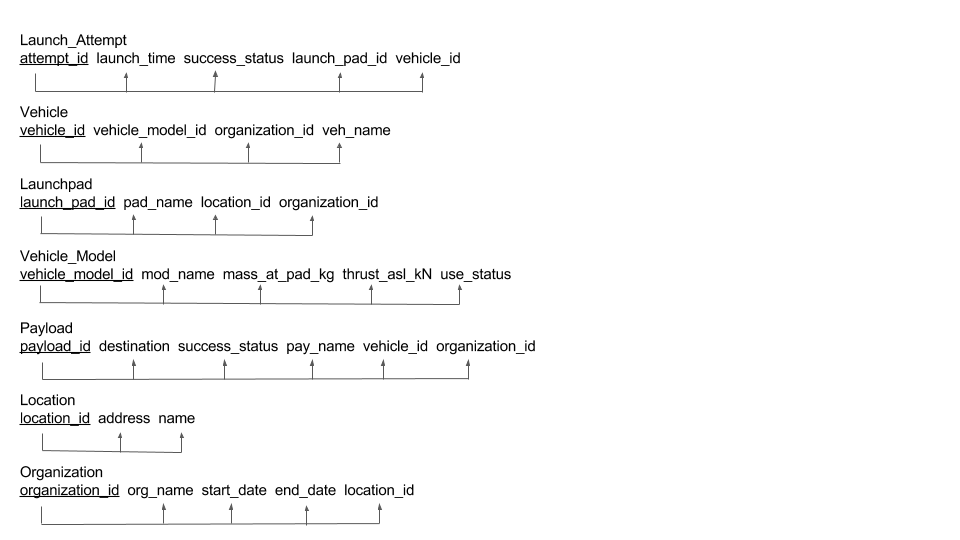 Launch_Attempt
attempt_id launch_time success_status launch_pad_id vehicle_id
Vehicle
vehicle_id vehicle_model_id organization_id veh_name
Launchpad
launch_pad_id pad_name location_id organization_id
Vehicle_Model
vehicle_model_id mod_name mass_at_pad_kg thrust_asl_kN use_status
Payload
payload_id destination success_status pay_name vehicle_id organization_id
Location
location_id address name
Organization
organization_id org_name start_date end_date location_id